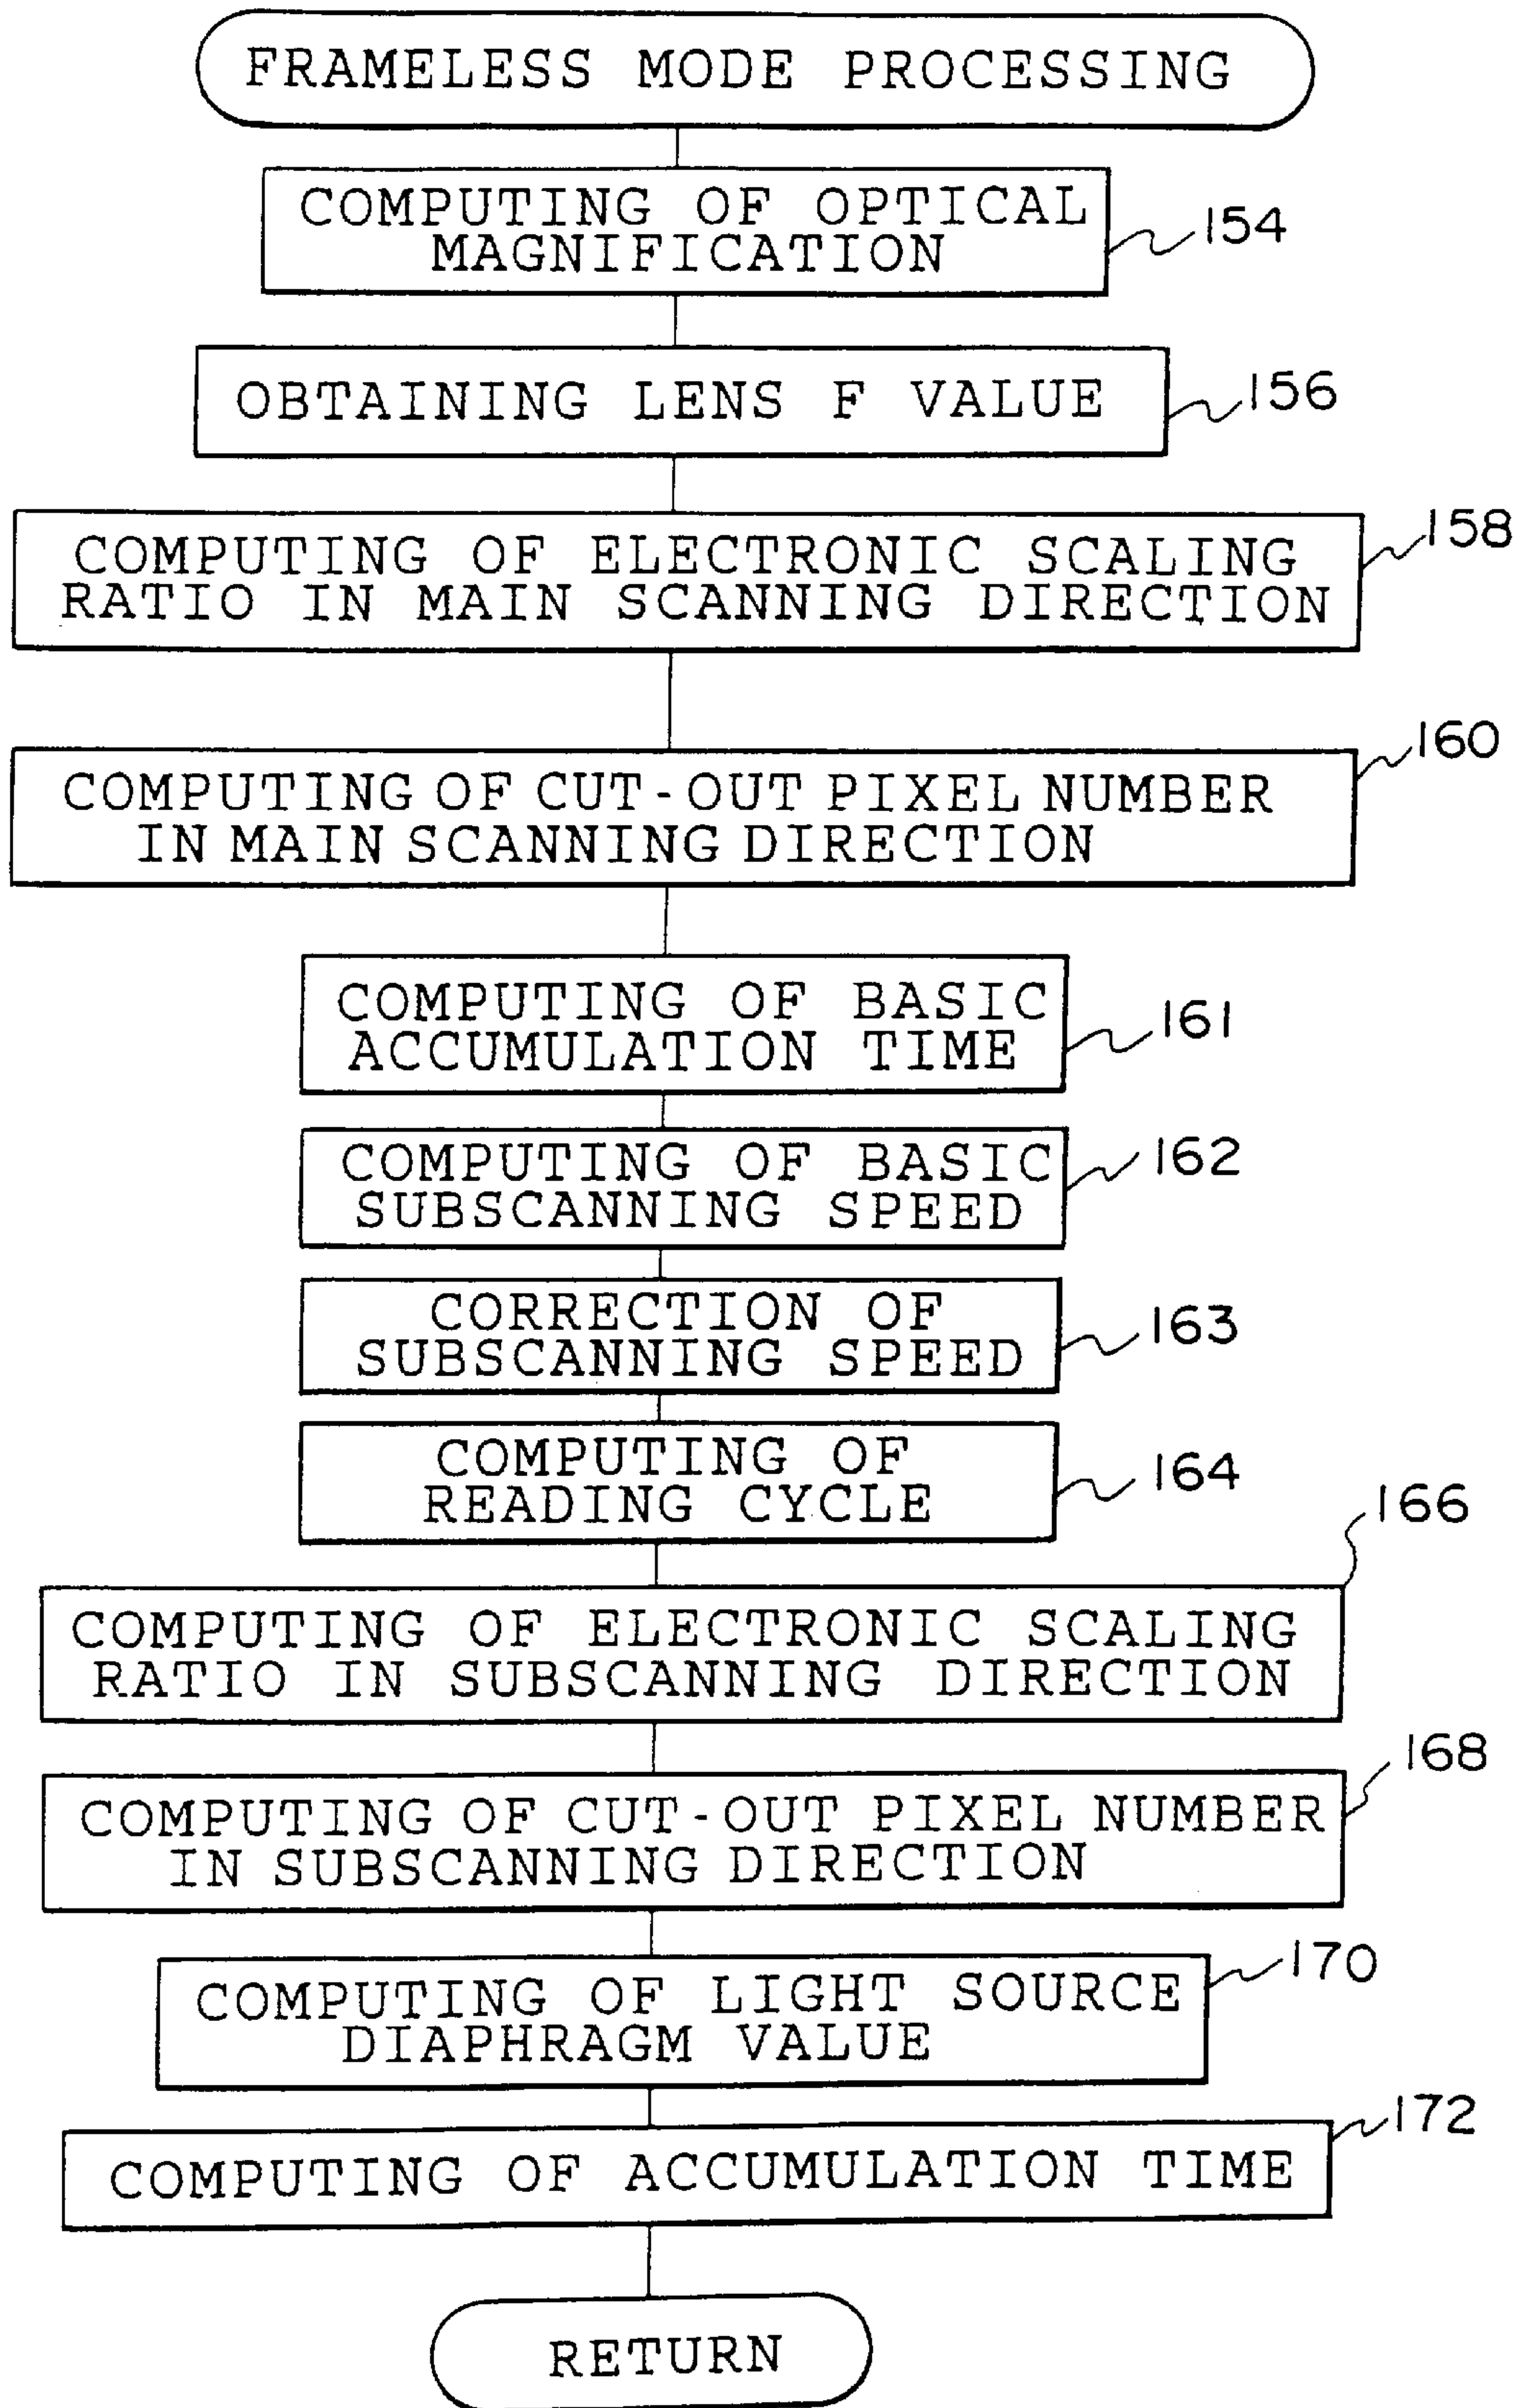 FRAMELESS MODE PROCESSING
COMPUTING OF OPTICAL
MAGNIFICATION
154
OBTAINING LENS F VALUE
156
COMPUTING OF ELECTRONIC SCALING
RATIO IN MAIN SCANNING DIRECTION
158
COMPUTING OF CUT-OUT PIXEL NUMBER
IN MAIN SCANNING DIRECTION
160
COMPUTING OF BASIC
ACCUMULATION TIME
161
COMPUTING OF BASIC
SUBSCANNING SPEED
162
CORRECTION OF
SUBSCANNING SPEED
163
COMPUTING OF
READING CYCLE
164
COMPUTING OF ELECTRONIC SCALING
RATIO IN SUBSCANNING DIRECTION
166
COMPUTING OF CUT-OUT PIXEL NUMBER
IN SUBSCANNING DIRECTION
168
COMPUTING OF LIGHT SOURCE
DIAPHRAGM VALUE
170
COMPUTING OF ACCUMULATION TIME
172
RETURN